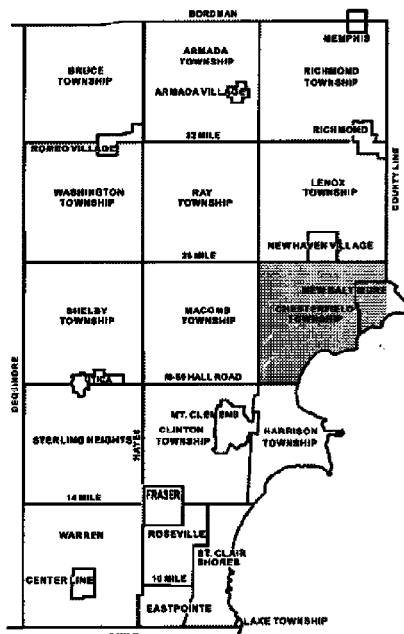 BORDMAN
MEMPHIS
ARMADA
TOWNSHIP
BRUCE
TOWNSHIP
RICHMOND
TOWNSHIP
ARMADA VILLAGE
RICHMOND
32 MILE
ROMEO VILLAGE
COUNTY LINE
WASHINGTON
TOWNSHIP
RAY
TOWNSHIP
LENOX
TOWNSHIP
NEW HAVEN VILLAGE
26 MILE
NEW BALTIMORE
CHESTERFIELD
TOWNSHIP
SHELBY
TOWNSHIP
MACOMB
TOWNSHIP
DEQUINDRE
UTICA
M-59 HALL ROAD
HAYES
MT. CLEMENS
CLINTON
TOWNSHIP
HARRISON
TOWNSHIP
STERLING HEIGHTS
14 MILE
FRASER
WARREN
ROSEVILLE
ST. CLAIR
SHORES
CENTER LINE
10 MILE
EASTPOINTE
LAKE TOWNSHIP